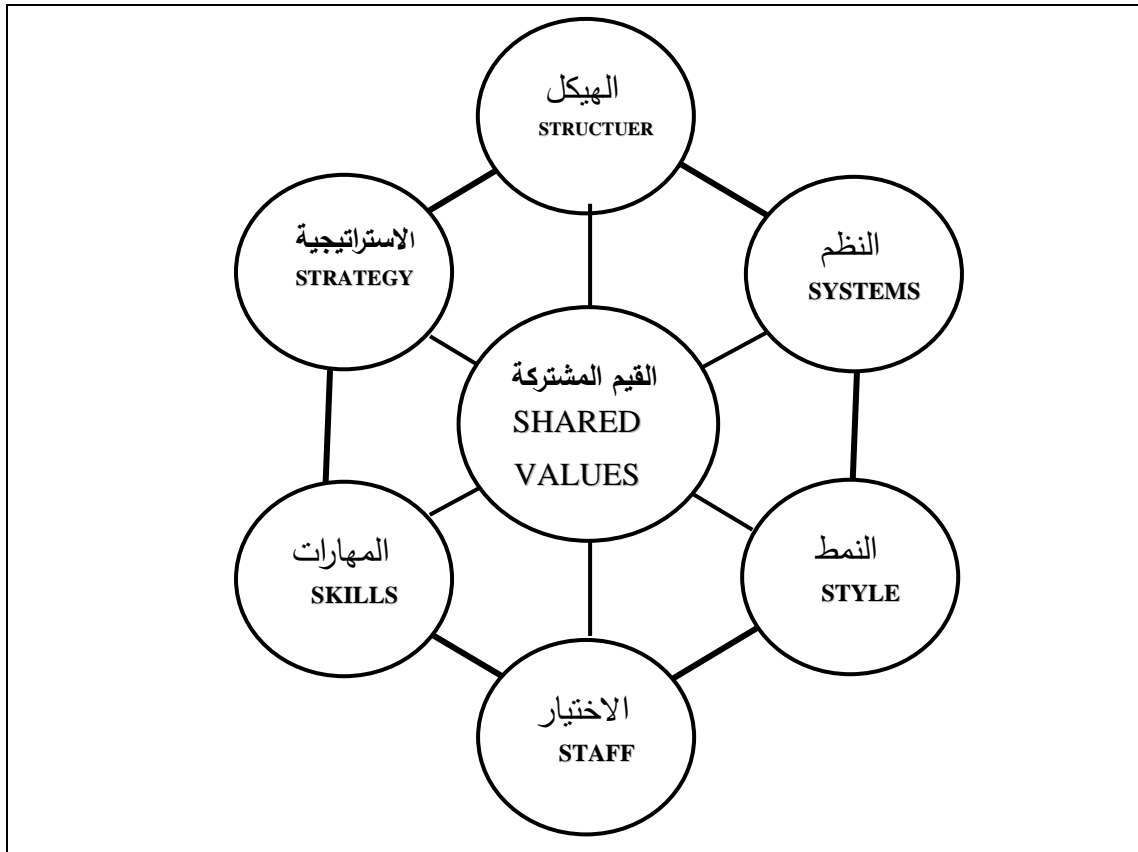 الهيكل
STRUCTUER
الاستراتيجية
STRATEGY
النظم
SYSTEMS
القيم المشتركة
SHARED
VALUES
المهارات
SKILLS
النمط
STYLE
الاختيار
STAFF